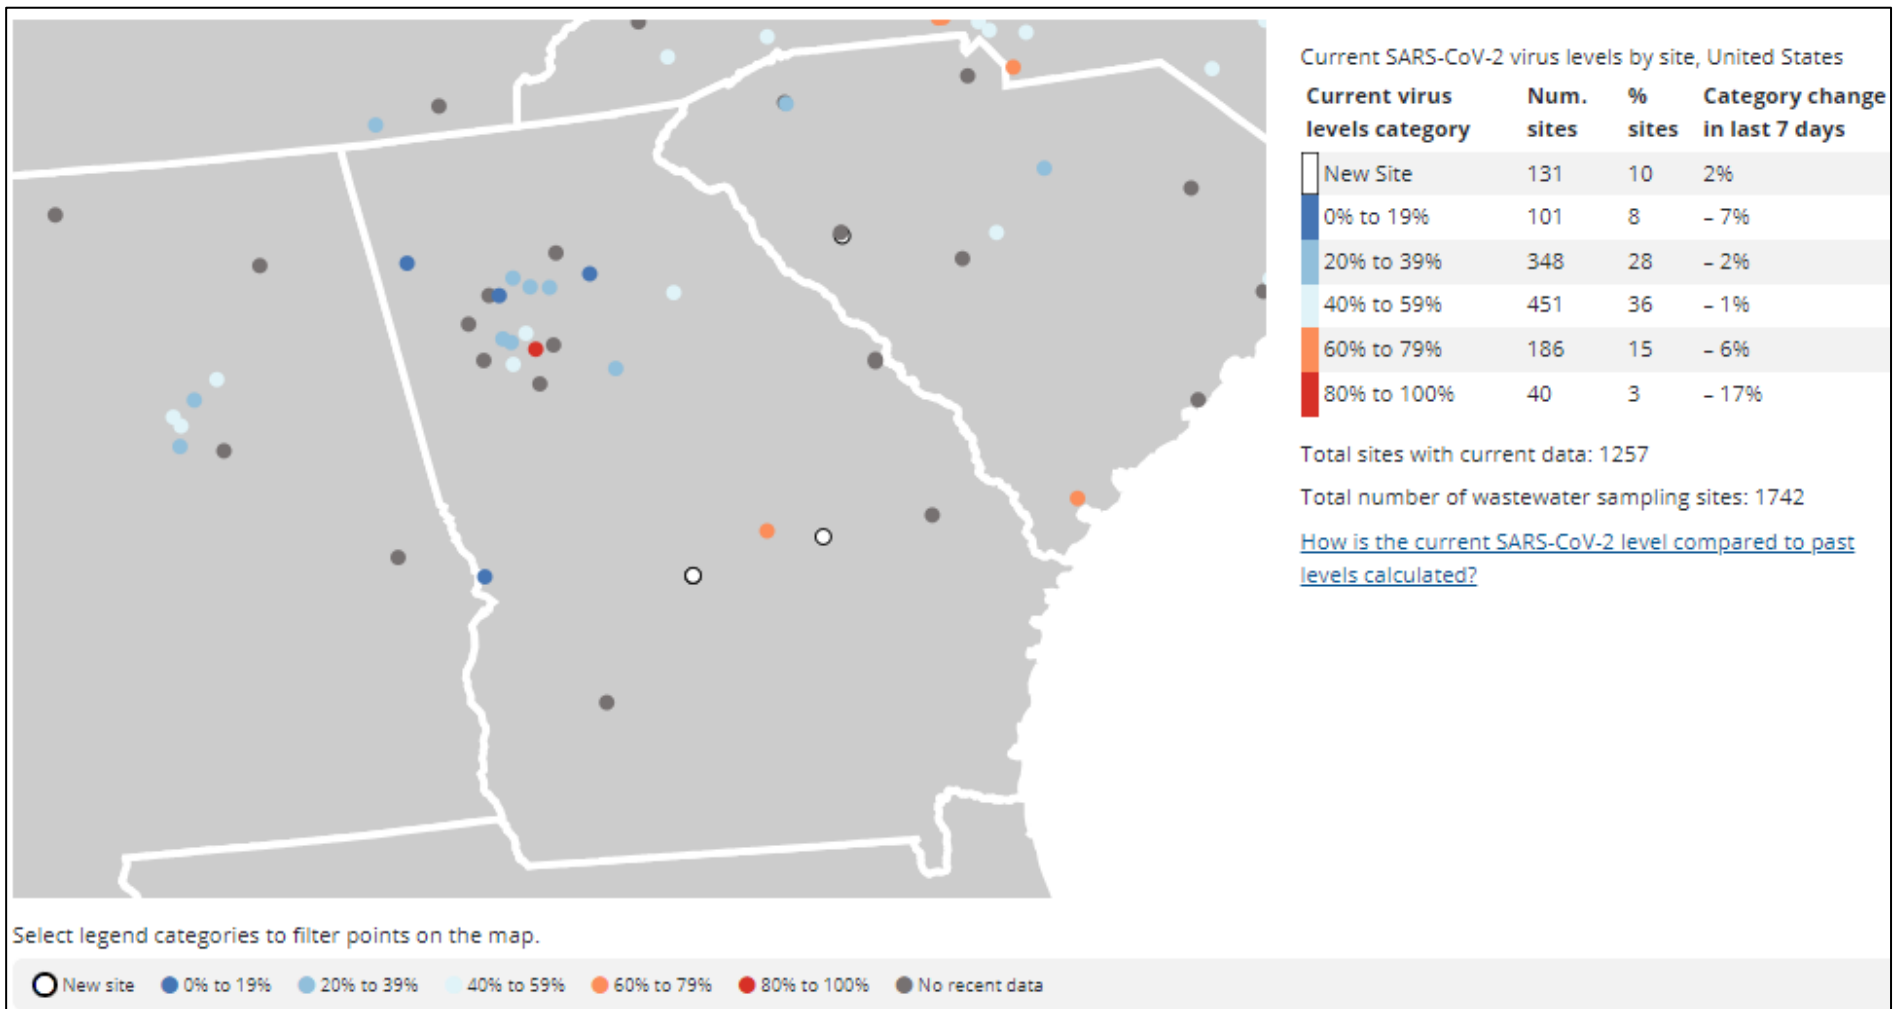 Current SARS-CoV-2 virus levels by site, United States
Current virus levels category Num. sites % sites Category change in last 7 days
New Site 131 10 2%
0% to 19% 101 8 – 7%
20% to 39% 348 28 – 2%
40% to 59% 451 36 – 1%
60% to 79% 186 15 – 6%
80% to 100% 40 3 – 17%
Total sites with current data: 1257
Total number of wastewater sampling sites: 1742
How is the current SARS-CoV-2 level compared to past
levels calculated?
Select legend categories to filter points on the map.
New site 0% to 19% 20% to 39% 40% to 59% 60% to 79% 80% to 100% No recent data